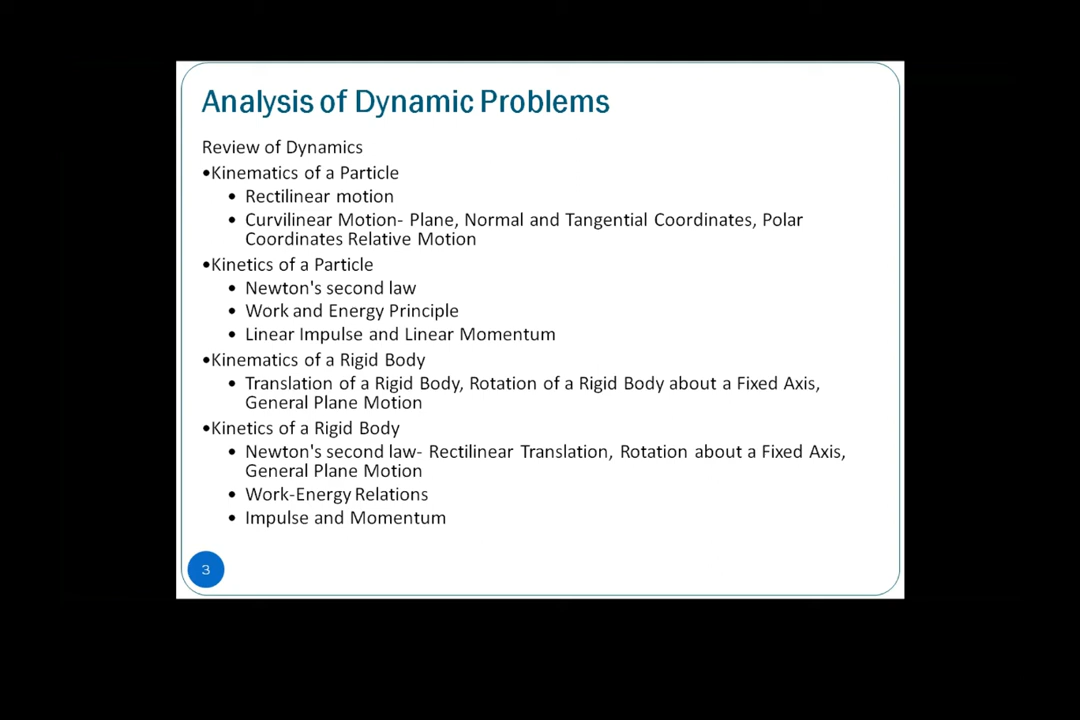 Analysis of Dynamic Problems
Review of Dynamics
•Kinematics of a Particle
• Rectilinear motion
• Curvilinear Motion- Plane, Normal and Tangential Coordinates, Polar
Coordinates Relative Motion
•Kinetics of a Particle
• Newton's second law
• Work and Energy Principle
• Linear Impulse and Linear Momentum
•Kinematics of a Rigid Body
• Translation of a Rigid Body, Rotation of a Rigid Body about a Fixed Axis,
General Plane Motion
•Kinetics of a Rigid Body
• Newton's second law- Rectilinear Translation, Rotation about a Fixed Axis,
General Plane Motion
• Work-Energy Relations
• Impulse and Momentum
3